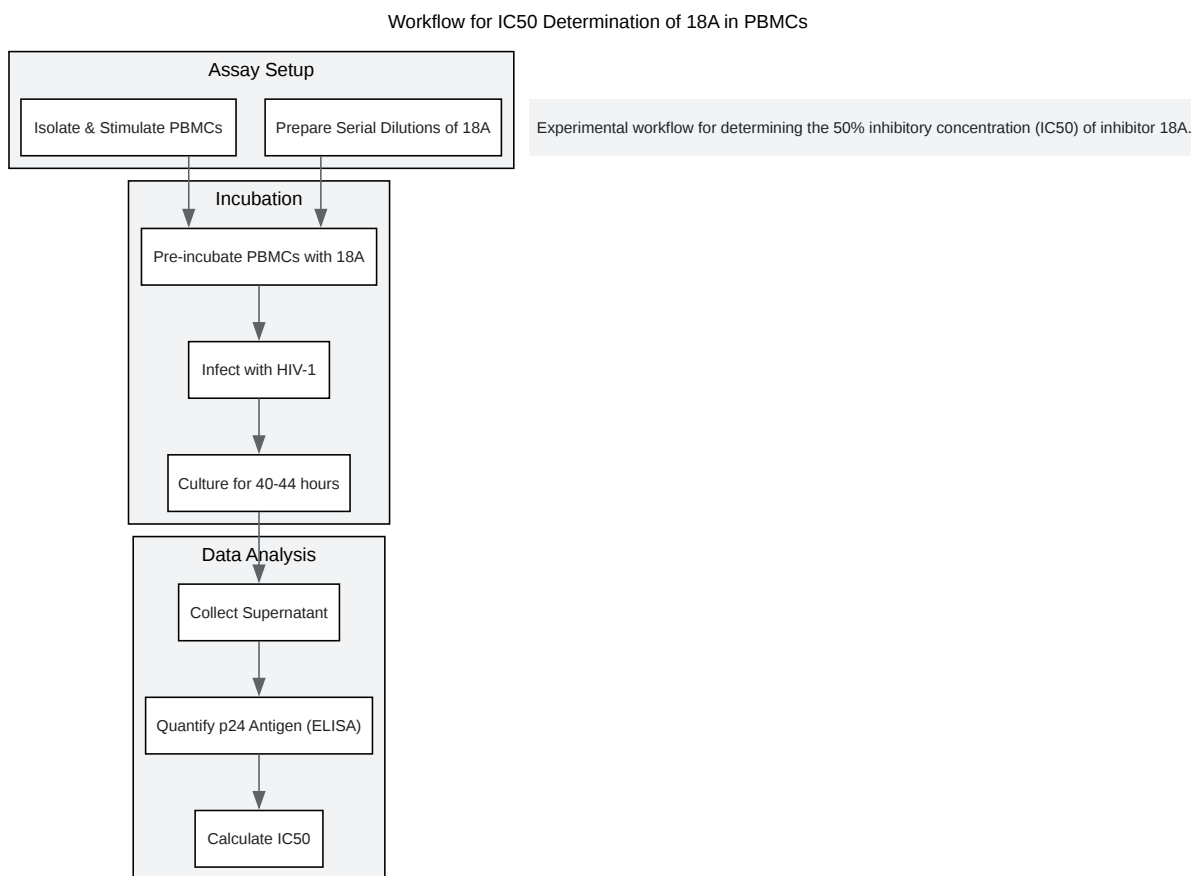 Workflow for IC50 Determination of 18A in PBMCs
Assay Setup
Isolate & Stimulate PBMCs
Prepare Serial Dilutions of 18A
Experimental workflow for determining the 50% inhibitory concentration (IC50) of inhibitor 18A.
Incubation
Pre-incubate PBMCs with 18A
Infect with HIV-1
Culture for 40-44 hours
Data Analysis
Collect Supernatant
Quantify p24 Antigen (ELISA)
Calculate IC50